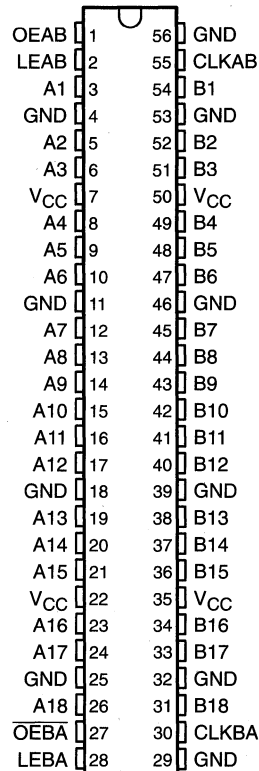 OEAB 1 56 GND
LEAB 2 55 CLKAB
A1 3 54 B1
GND 4 53 GND
A2 5 52 B2
A3 6 51 B3
VCC 7 50 VCC
A4 8 49 B4
A5 9 48 B5
A6 10 47 B6
GND 11 46 GND
A7 12 45 B7
A8 13 44 B8
A9 14 43 B9
A10 15 42 B10
A11 16 41 B11
A12 17 40 B12
GND 18 39 GND
A13 19 38 B13
A14 20 37 B14
A15 21 36 B15
VCC 22 35 VCC
A16 23 34 B16
A17 24 33 B17
GND 25 32 GND
A18 26 31 B18
OEBA 27 30 CLKBA
LEBA 28 29 GND